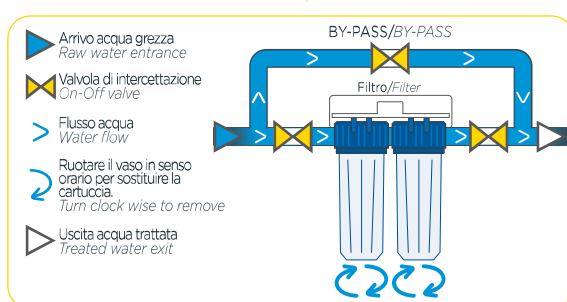 Arrivo acqua grezza
Raw water entrance
Valvola di intercettazione
On-Off valve
Flusso acqua
Water flow
Ruotare il vaso in senso
orario per sostituire la
cartuccia.
Turn clock wise to remove
Uscita acqua trattata
Treated water exit
BY-PASS/BY-PASS
Filtro/Filter